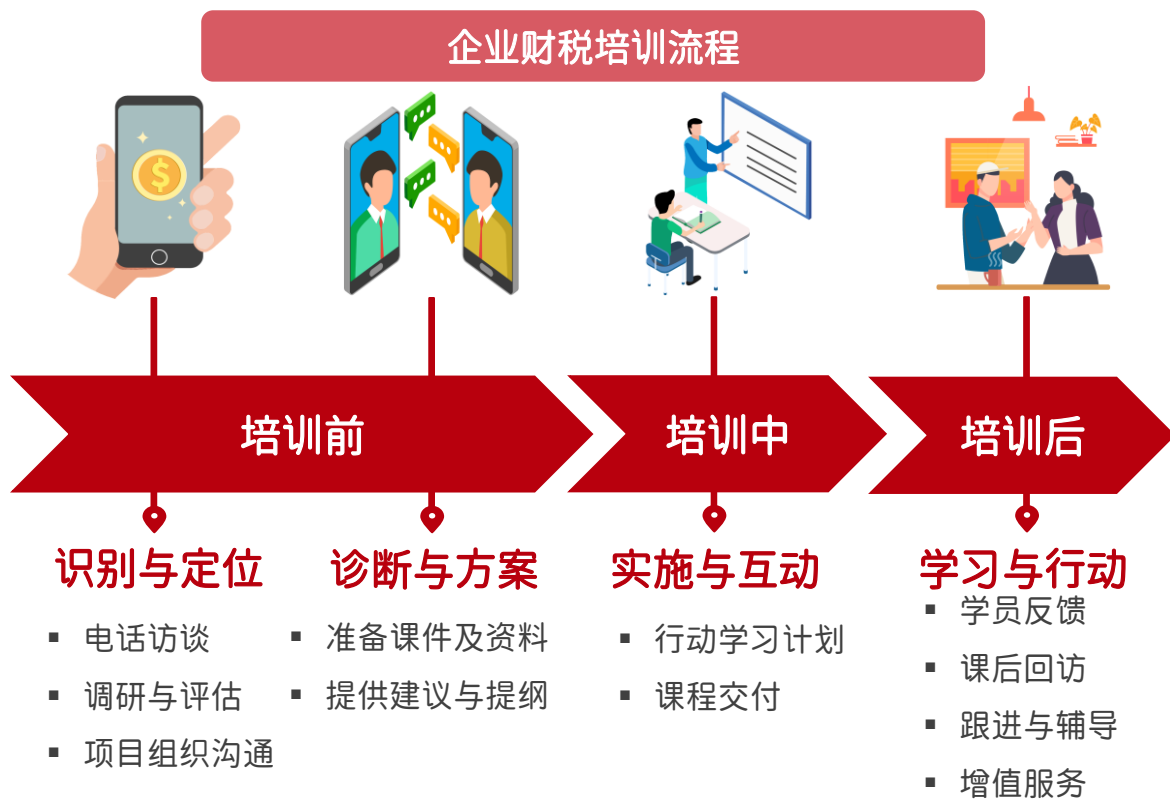 企业财税培训流程
培训前
培训中
培训后
识别与定位
▪ 电话访谈
▪ 调研与评估
▪ 项目组织沟通
诊断与方案
▪ 准备课件及资料
▪ 提供建议与提纲
实施与互动
▪ 行动学习计划
▪ 课程交付
学习与行动
▪ 学员反馈
▪ 课后回访
▪ 跟进与辅导
▪ 增值服务